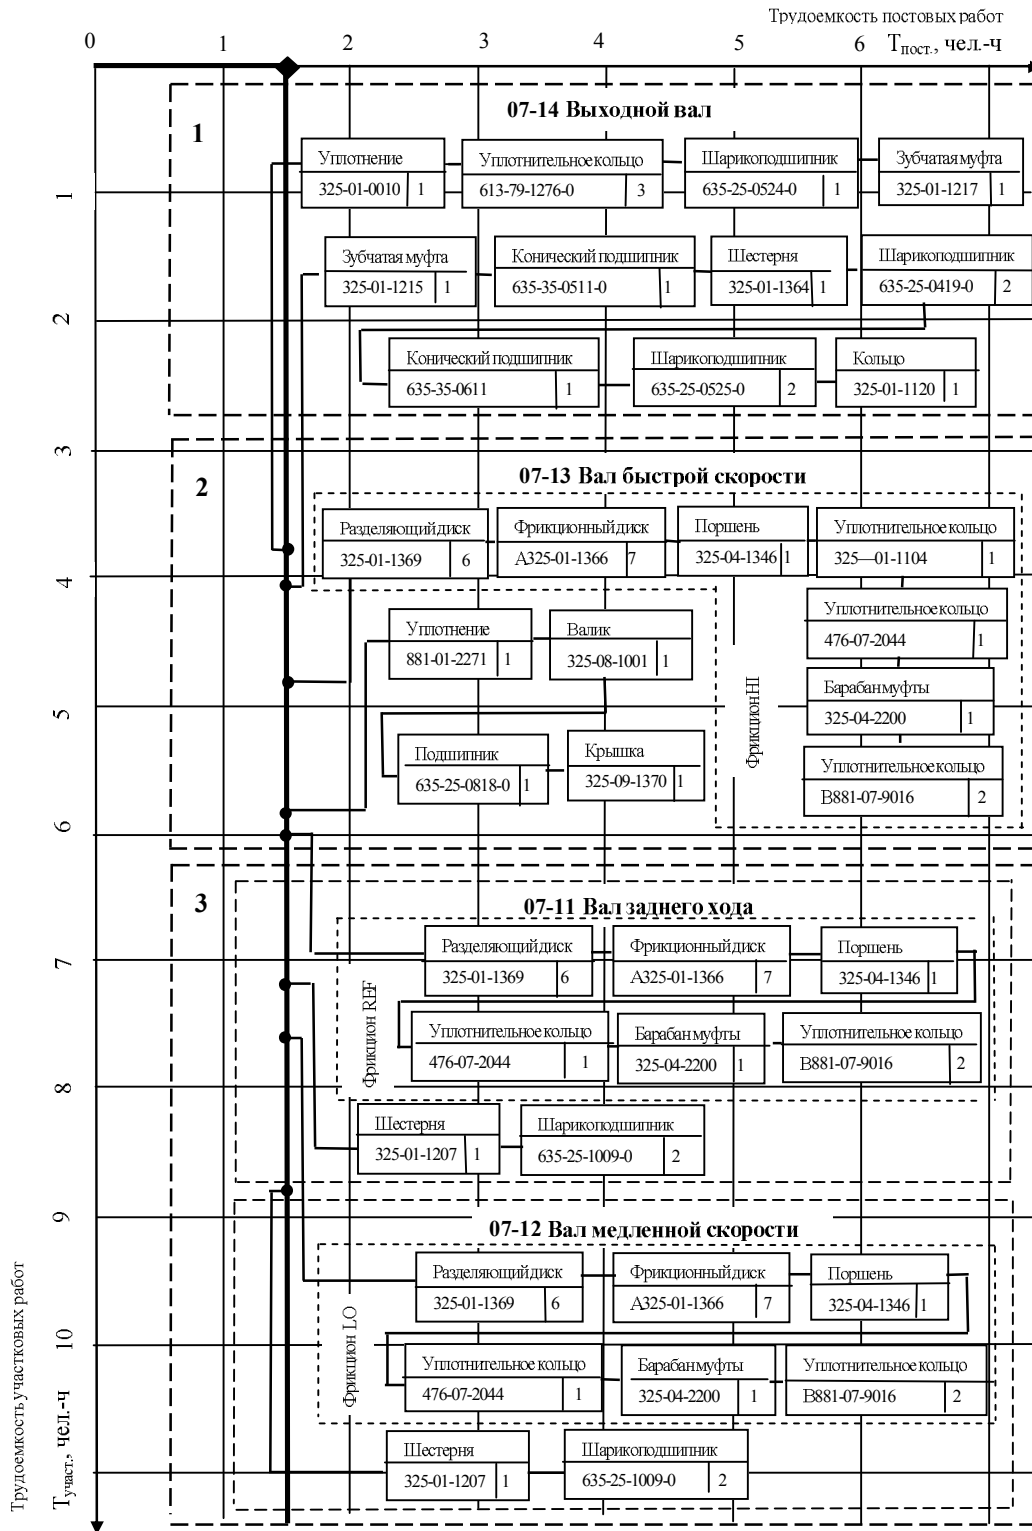 Трудоемкость постовых работ
0 1 2 3 4 5 6 Тпост., чел.-ч
07-14 Выходной вал
1
Уплотнение Уплотнительное кольцо Шарикоподшипник Зубчатая муфта
325-01-0010 1 613-79-1276-0 3 635-25-0524-0 1 325-01-1217 1
1
Зубчатая муфта Конический подшипник Шестерня Шарикоподшипник
325-01-1215 1 635-35-0511-0 1 325-01-1364 1 635-25-0419-0 2
2
Конический подшипник Шарикоподшипник Кольцо
635-35-0611 1 635-25-0525-0 2 325-01-1120 1
3
07-13 Вал быстрой скорости
2
Разделяющий диск Фрикционный диск Поршень Уплотнительное кольцо
325-01-1369 6 А325-01-1366 7 325-04-1346 1 325—01-1104 1
4
Уплотнительное кольцо
476-07-2044 1
Уплотнение Валик
881-01-2271 1 325-08-1001 1
Фрикцион HI
Барабан муфты
325-04-2200 1
5
Подшипник Крышка
635-25-0818-0 1 325-09-1370 1
Уплотнительное кольцо
В881-07-9016 2
6
3
07-11 Вал заднего хода
Разделяющий диск Фрикционный диск Поршень
325-01-1369 6 А325-01-1366 7 325-04-1346 1
7
Фрикцион REF
Уплотнительное кольцо Барабан муфты Уплотнительное кольцо
476-07-2044 1 325-04-2200 1 В881-07-9016 2
8
Шестерня Шарикоподшипник
325-01-1207 1 635-25-1009-0 2
9
07-12 Вал медленной скорости
Разделяющий диск Фрикционный диск Поршень
325-01-1369 6 А325-01-1366 7 325-04-1346 1
Фрикцион LO
10
Уплотнительное кольцо Барабан муфты Уплотнительное кольцо
476-07-2044 1 325-04-2200 1 В881-07-9016 2
Шестерня Шарикоподшипник
325-01-1207 1 635-25-1009-0 2
Трудоемкость участковых работ
Тучаст., чел.-ч